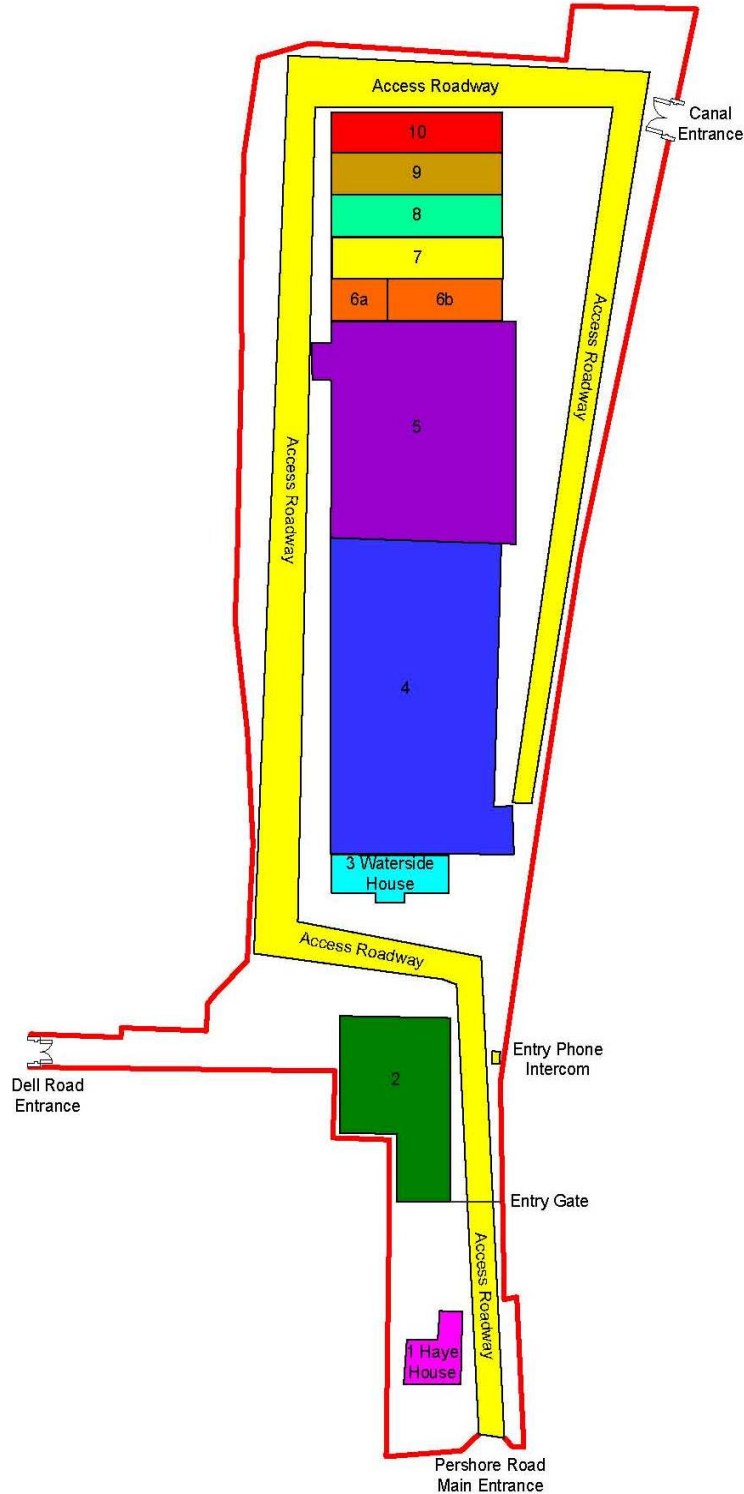 Access Roadway
Canal
Entrance
10
9
8
7
6a
6b
Access Roadway
5
Access Roadway
4
3 Waterside
House
Access Roadway
Entry Phone
Intercom
Dell Road
Entrance
2
Entry Gate
Access Roadway
1 Haye
House
Pershore Road
Main Entrance